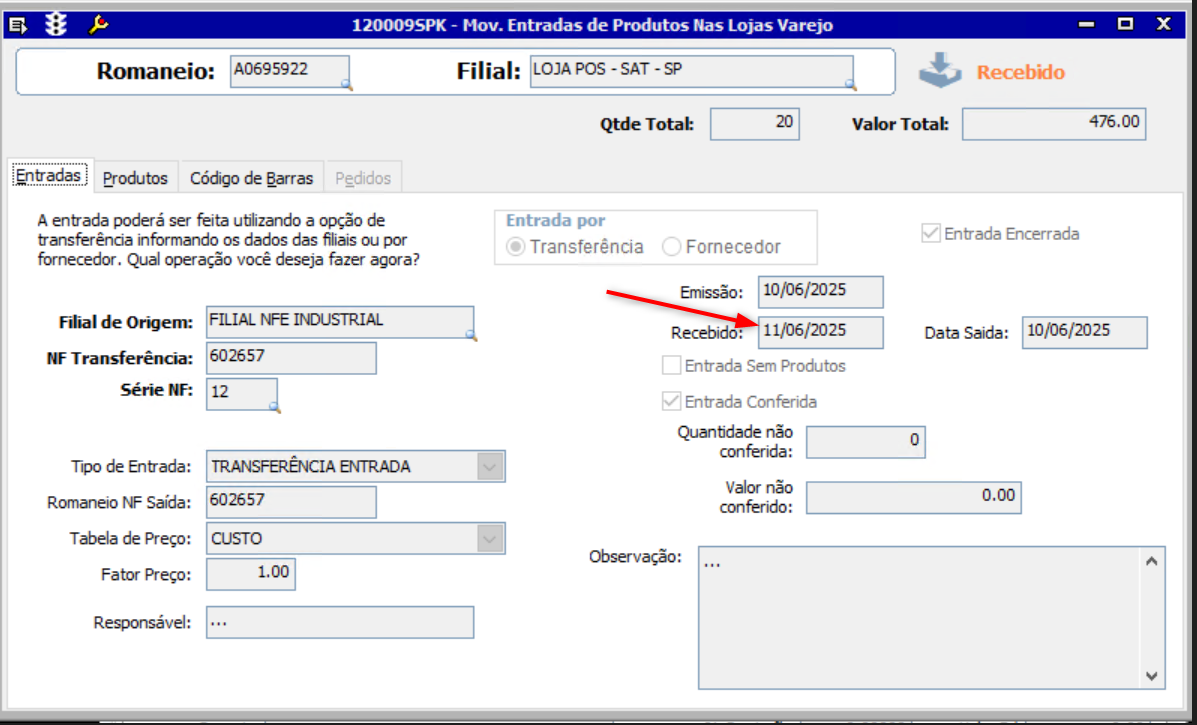 120009SPK - Mov. Entradas de Produtos Nas Lojas Varejo
Romaneio: A0695922 Filial: LOJA POS - SAT - SP Recebido
Qtde Total: 20 Valor Total: 476.00
Entradas Produtos Código de Barras Pedidos
A entrada poderá ser feita utilizando a opção de
transferência informando os dados das filiais ou por
fornecedor. Qual operação você deseja fazer agora?
Entrada por
Transferência Fornecedor
Entrada Encerrada
Emissão: 10/06/2025
Filial de Origem: FILIAL NFE INDUSTRIAL
Recebido: 11/06/2025 Data Saida: 10/06/2025
NF Transferência: 602657
Entrada Sem Produtos
Série NF: 12
Entrada Conferida
Quantidade não
conferida: 0
Tipo de Entrada: TRANSFERÊNCIA ENTRADA
Romaneio NF Saída: 602657
Valor não
conferido: 0.00
Tabela de Preço: CUSTO
Fator Preço: 1.00
Observação: ...
Responsável: ...